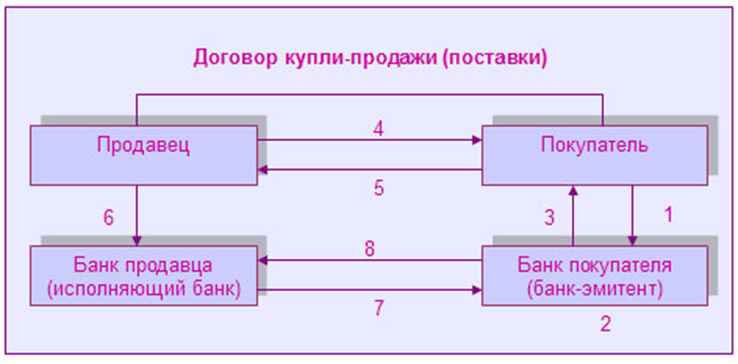 Договор купли-продажи (поставки)
Продавец
4
Покупатель
5
6
3
1
Банк продавца
(исполняющий банк)
8
Банк покупателя
(банк-эмитент)
7
2